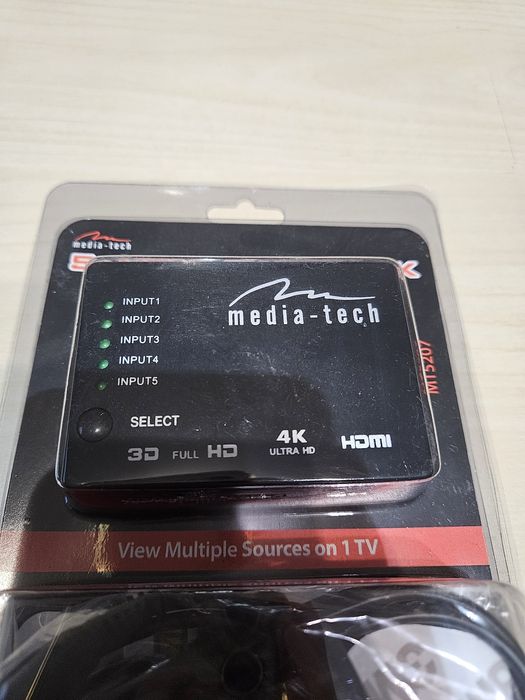 media-tech
INPUT1
INPUT2
INPUT3
INPUT4
INPUT5
media-tech
SELECT
3D FULL HD
4K
ULTRA HD
HDMI
MT5207
View Multiple Sources on 1 TV